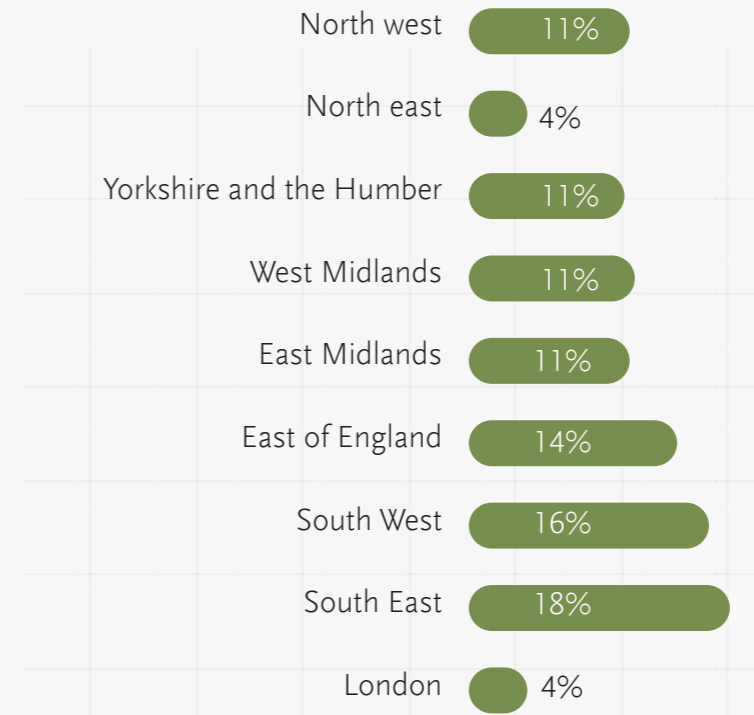 North west 11%
North east 4%
Yorkshire and the Humber 11%
West Midlands 11%
East Midlands 11%
East of England 14%
South West 16%
South East 18%
London 4%